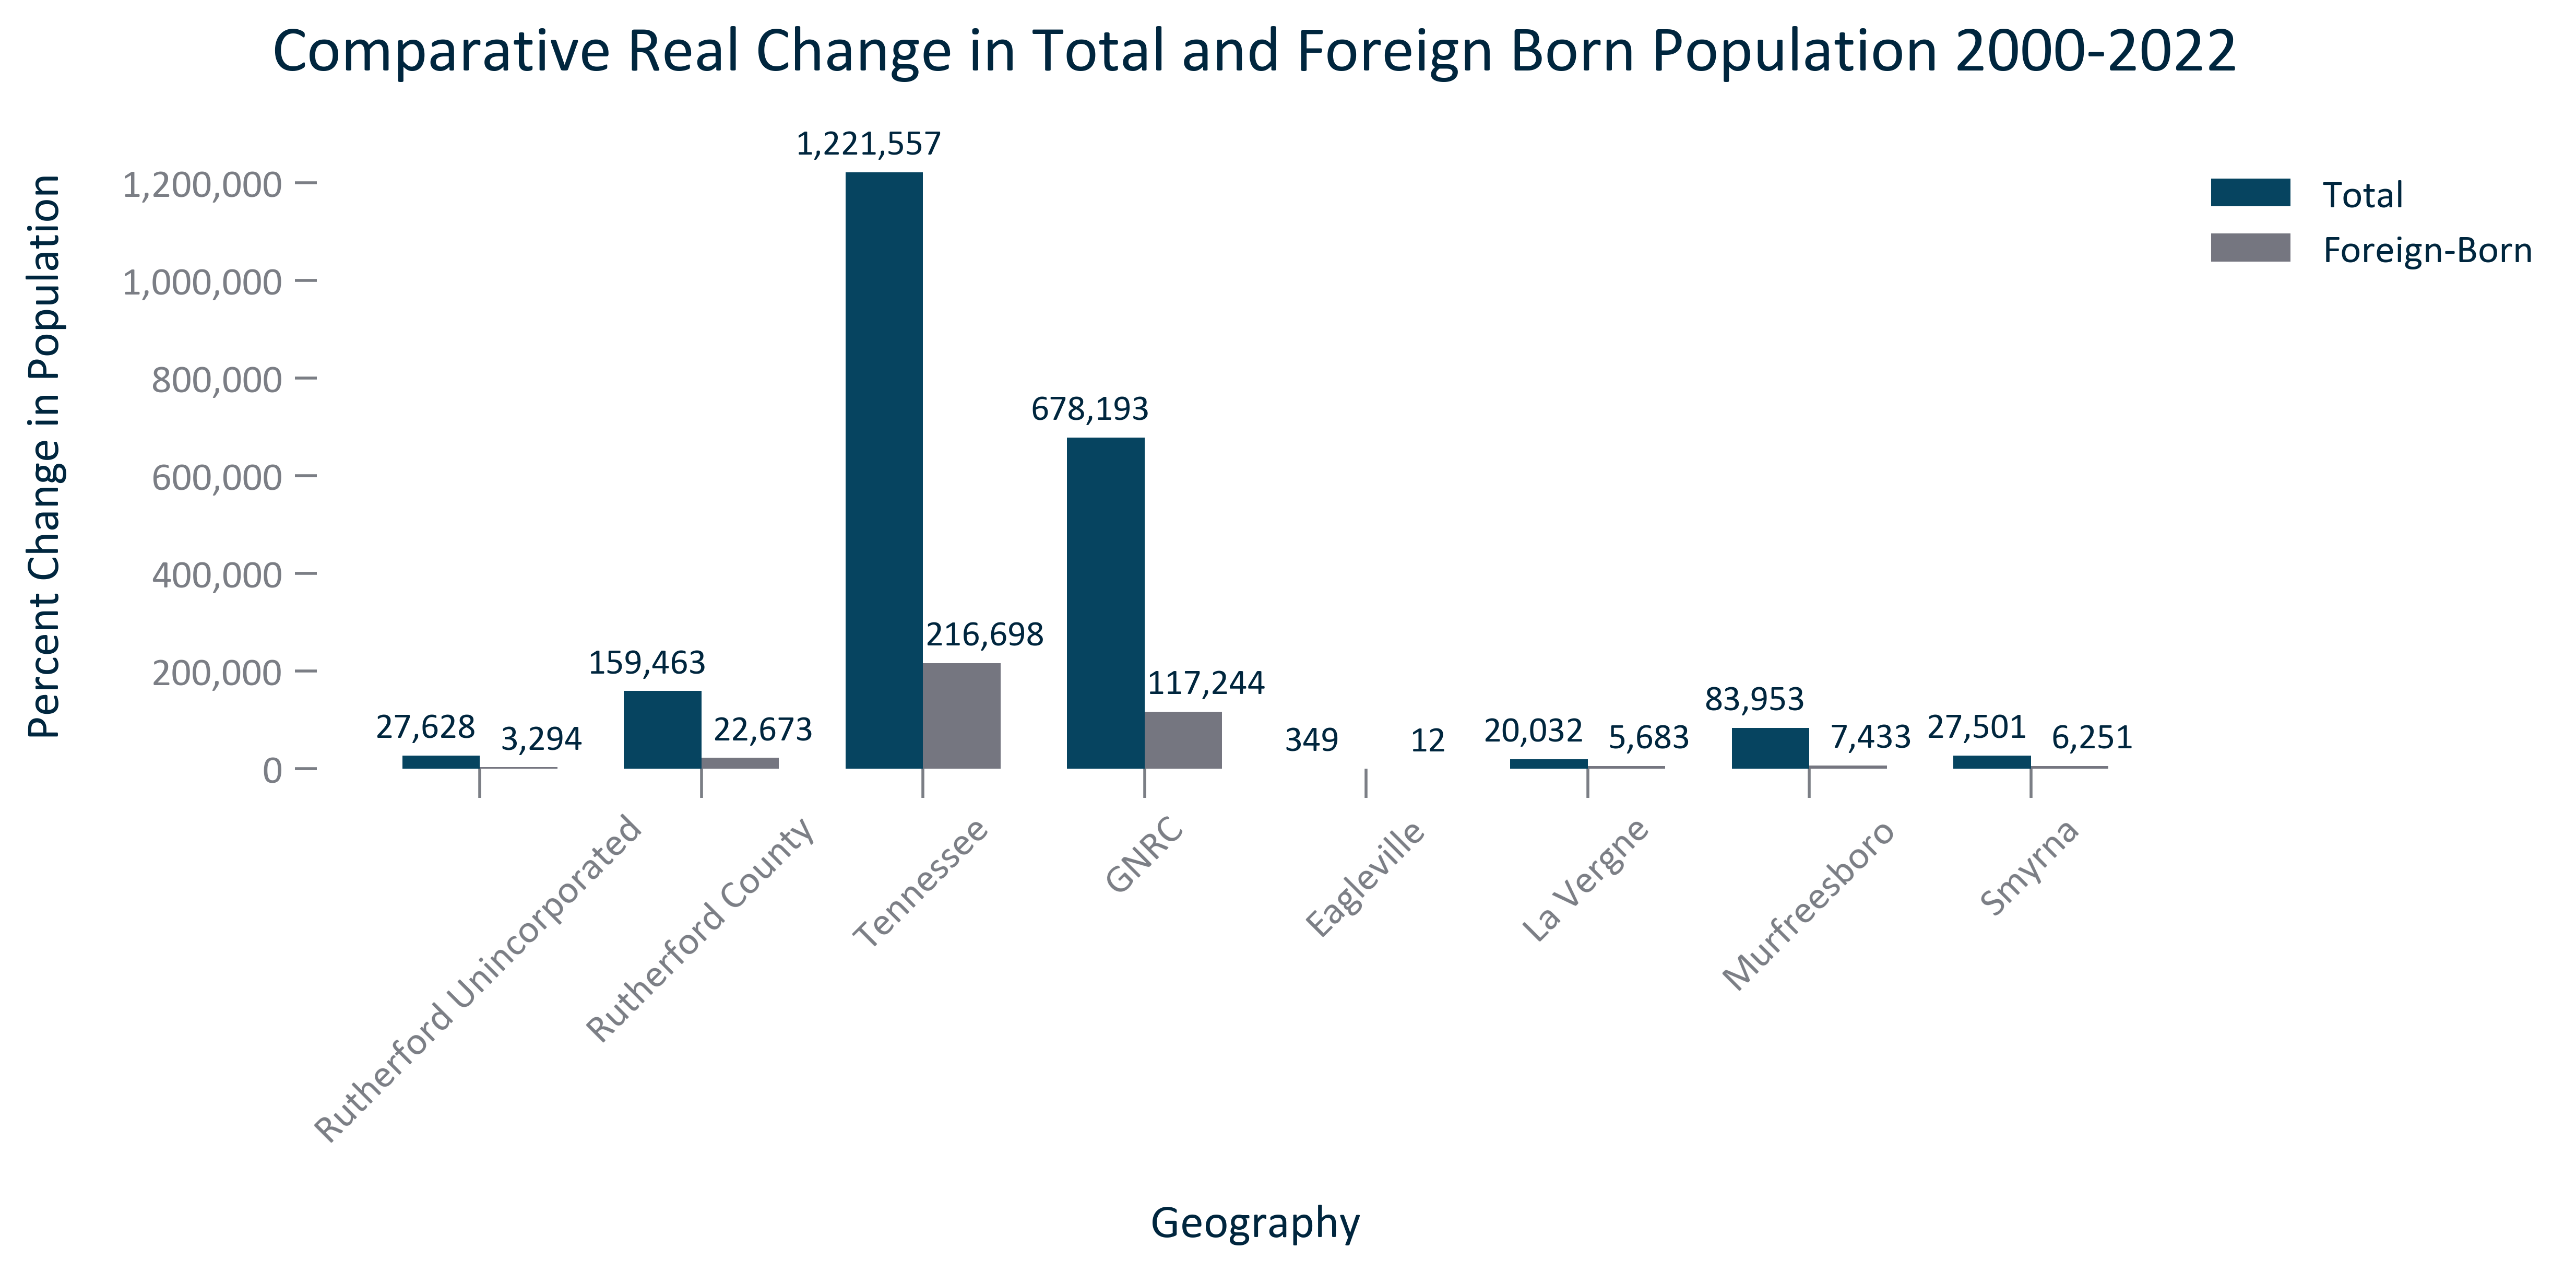 Comparative Real Change in Total and Foreign Born Population 2000-2022
Percent Change in Population
1,200,000
1,000,000
800,000
600,000
400,000
200,000
0
Total
Foreign-Born
27,628
3,294
159,463
22,673
1,221,557
216,698
678,193
117,244
349
12
20,032
5,683
83,953
7,433
27,501
6,251
Rutherford Unincorporated
Rutherford County
Tennessee
GNRC
Eagleville
La Vergne
Murfreesboro
Smyrna
Geography